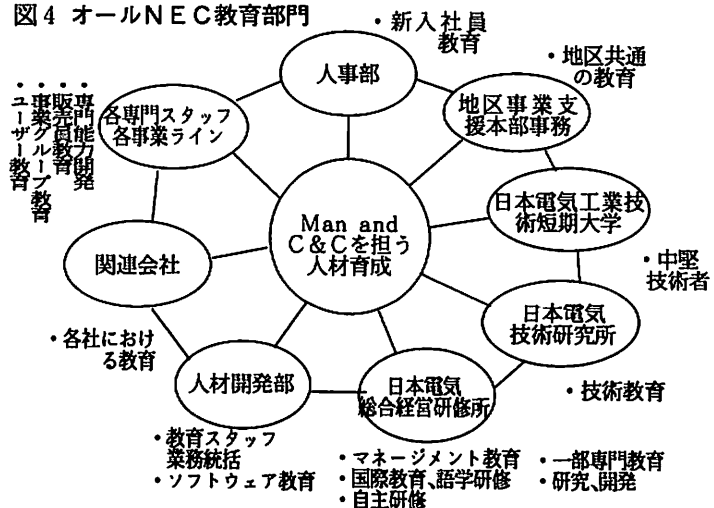 図4 オールNEC教育部門
・新入社員
教育
人事部
・地区共通
の教育
地区事業支
援本部事務
・専門能力開発
・販売員教育
・事業グループ教育
・ユーザー教育
各専門スタッフ
各事業ライン
日本電気工業技
術短期大学
Man and
C&Cを担う
人材育成
関連会社
・中堅
技術者
日本電気
技術研究所
・各社におけ
る教育
人材開発部
日本電気
総合経営研修所
・技術教育
・教育スタッフ
業務統括
・ソフトウェア教育
・マネージメント教育
・国際教育、語学研修
・自主研修
・一部専門教育
・研究、開発